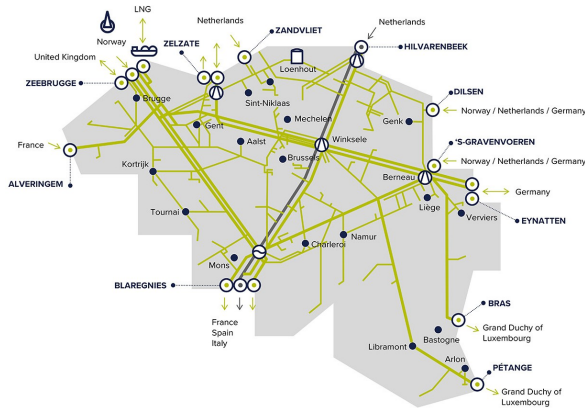 LNG
Norway
Netherlands
Netherlands
ZANDVLIET
ZELZATE
HILVARENBEEK
United Kingdom
Loenhout
ZEEBRUGGE
Brugge
Sint-Niklaas
DILSEN
Norway / Netherlands / Germany
Gent
Mechelen
Genk
France
Aalst
Winksele
'S-GRAVENVOEREN
Brussels
Norway / Netherlands / Germany
Kortrijk
Berneau
ALVERINGEM
Germany
Liège
Tournai
Verviers
EYNATTEN
Namur
Charleroi
Mons
BLAREGNIES
BRAS
France
Spain
Italy
Grand Duchy of
Luxembourg
Bastogne
Libramont
Arlon
PÉTANGE
Grand Duchy of
Luxembourg